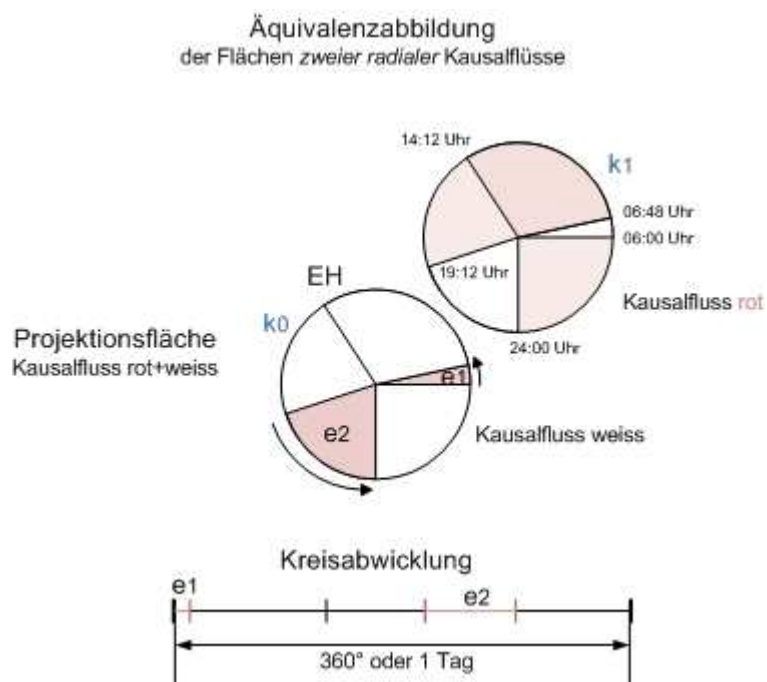 Äquivalenzabbildung
der Flächen zweier radialer Kausalflüsse
14:12 Uhr
k1
06:48 Uhr
06:00 Uhr
19:12 Uhr
EH
Kausalfluss rot
k0
24:00 Uhr
Projektionsfläche
Kausalfluss rot+weiss
e1
e2
Kausalfluss weiss
Kreisabwicklung
e1
e2
360° oder 1 Tag